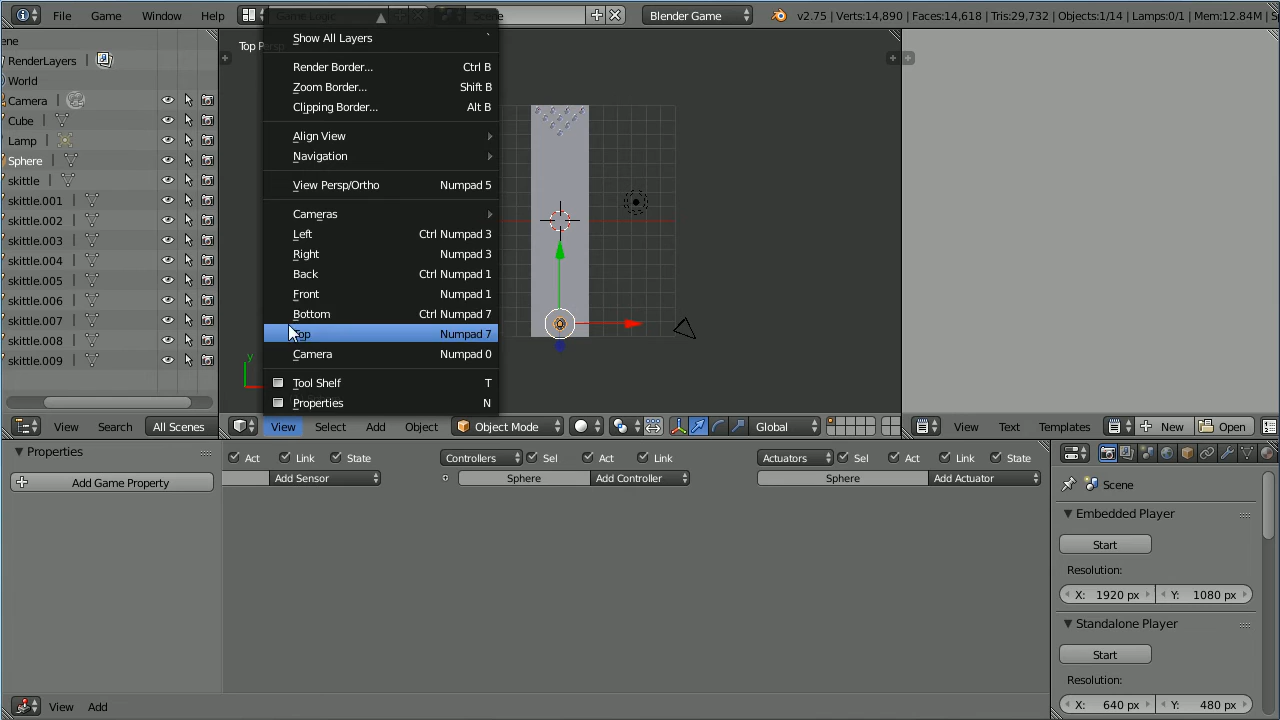 File Game Window Help Game Logic Scene Blender Game v2.75 | Verts:14,890 | Faces:14,618 | Tris:29,732 | Objects:1/14 | Lamps:0/1 | Mem:12.84M
ene
RenderLayers
World
Camera
Cube
Lamp
Sphere
skittle
skittle.001
skittle.002
skittle.003
skittle.004
skittle.005
skittle.006
skittle.007
skittle.008
skittle.009
View Search All Scenes
Top Persp
Show All Layers `
Render Border... Ctrl B
Zoom Border... Shift B
Clipping Border... Alt B
Align View
Navigation
View Persp/Ortho Numpad 5
Cameras
Left Ctrl Numpad 3
Right Numpad 3
Back Ctrl Numpad 1
Front Numpad 1
Bottom Ctrl Numpad 7
Top Numpad 7
Camera Numpad 0
Tool Shelf T
Properties N
y
View Select Add Object Object Mode Global
View Text Templates New Open
Properties
Add Game Property
Act Link State Controllers Sel Act Link Actuators Sel Act Link State
Add Sensor Sphere Add Controller Sphere Add Actuator
Scene
Embedded Player
Start
Resolution:
X: 1920 px Y: 1080 px
Standalone Player
Start
Resolution:
X: 640 px Y: 480 px
View Add